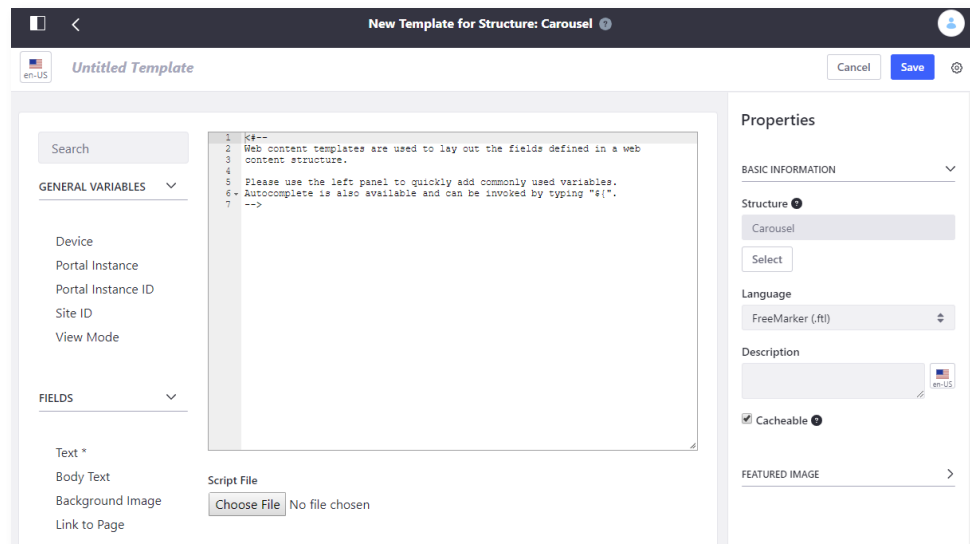 New Template for Structure: Carousel ?
en-US
Untitled Template
Cancel
Save
Search
GENERAL VARIABLES
Device
Portal Instance
Portal Instance ID
Site ID
View Mode
FIELDS
Text *
Body Text
Background Image
Link to Page
1 <#--
2 Web content templates are used to lay out the fields defined in a web
3 content structure.
4
5 Please use the left panel to quickly add commonly used variables.
6 Autocomplete is also available and can be invoked by typing "${".
7 -->
Script File
Choose File No file chosen
Properties
BASIC INFORMATION
Structure ?
Carousel
Select
Language
FreeMarker (.ftl)
Description
en-US
Cacheable ?
FEATURED IMAGE